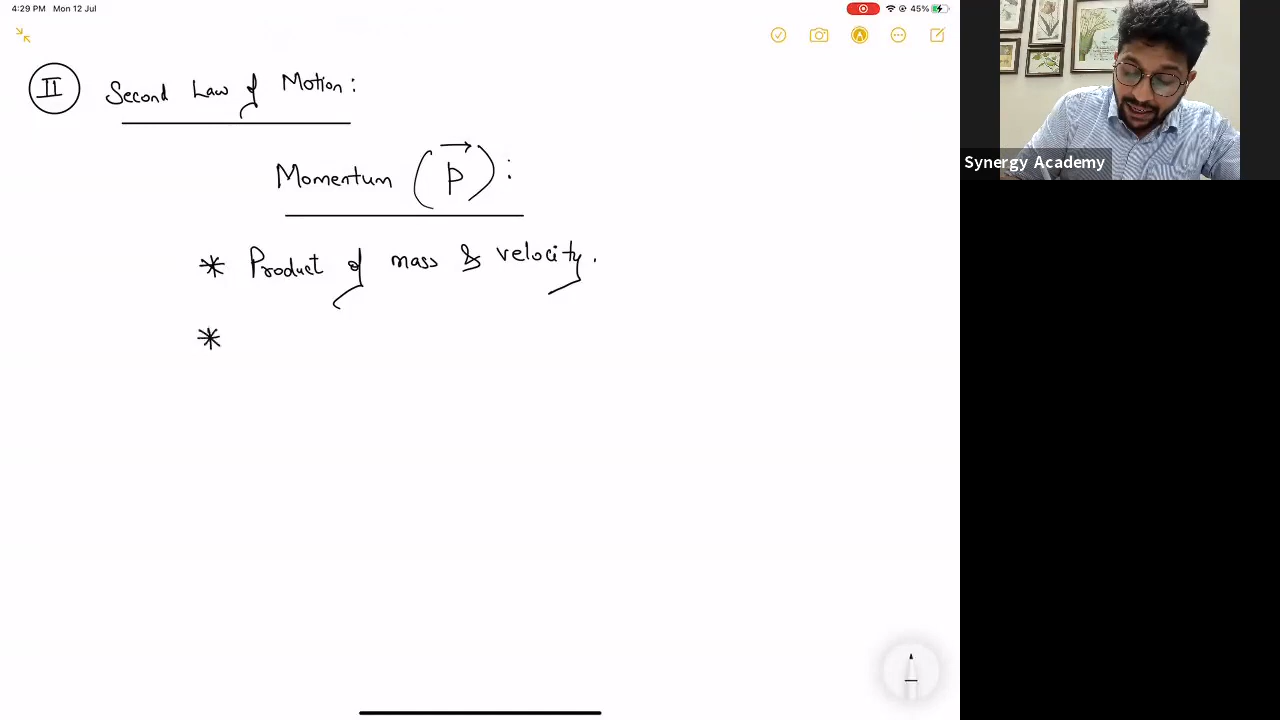 4:29 PM Mon 12 Jul
45%
II Second Law of Motion:
Momentum (p):
* Product of mass & velocity.
*
Synergy Academy